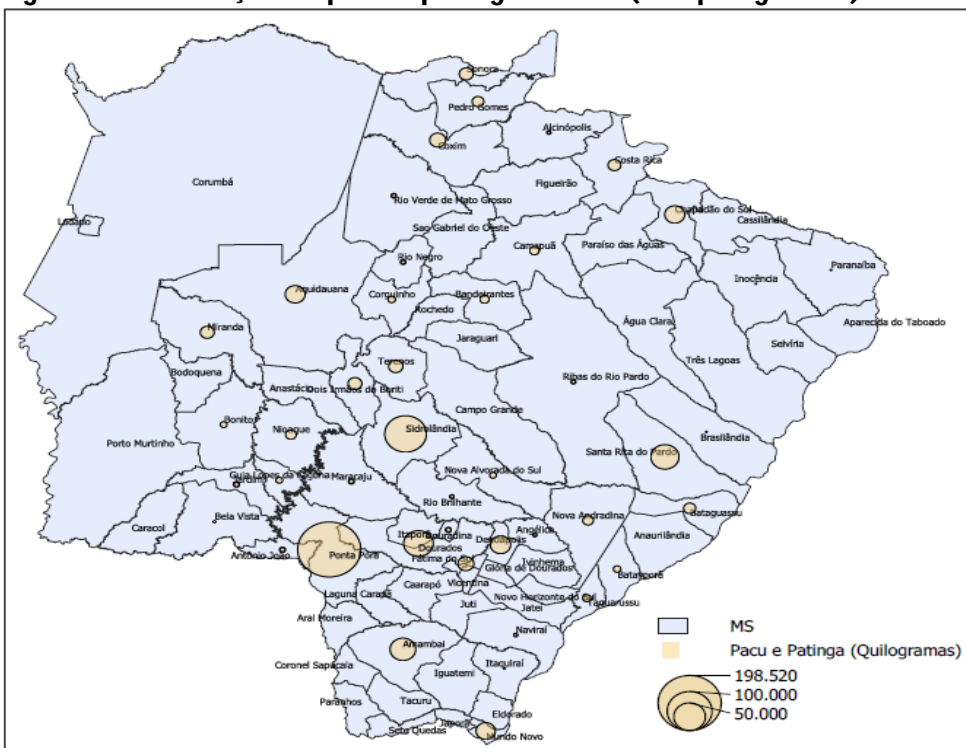 Sonora
Pedro Gomes
Alcinópolis
Coxim
Costa Rica
Corumbá
Figueirão
Rio Verde de Mato Grosso
Chapadão do Sol
Cassilândia
Ladário
Sao Gabriel do Oeste
Camapuã
Paraíso das Águas
Rio Negro
Inocência
Paranaíba
Aquidauana
Corguinho
Bandeirantes
Rochedo
Água Clara
Aparecida do Taboado
Miranda
Jaraguari
Selvíria
Três Lagoas
Terenos
Bodoquena
Anastácio
Dois Irmãos do Buriti
Ribas do Rio Pardo
Campo Grande
Bonito
Nioaque
Sidrolândia
Brasilândia
Porto Murtinho
Santa Rita do Pardo
Guia Lopes da Laguna
Jardim
Maracaju
Nova Alvorada do Sul
Rio Brilhante
Bataguassu
Caracol
Bela Vista
Nova Andradina
Angélica
Itaporã
Douradina
Anaurilândia
Dourados
Deodápolis
Antônio João
Ponta Porã
Fátima do Sul
Ivinhema
Glória de Dourados
Batayporã
Caarapó
Vicentina
Laguna Carapã
Novo Horizonte do Sul
Taquarussu
Juti
Jateí
Aral Moreira
Naviraí
Amambai
Coronel Sapucaia
Itaquiraí
Iguatemi
Paranhos
Tacuru
Eldorado
Japorã
Sete Quedas
Mundo Novo
MS
Pacu e Patinga (Quilogramas)
198.520
100.000
50.000